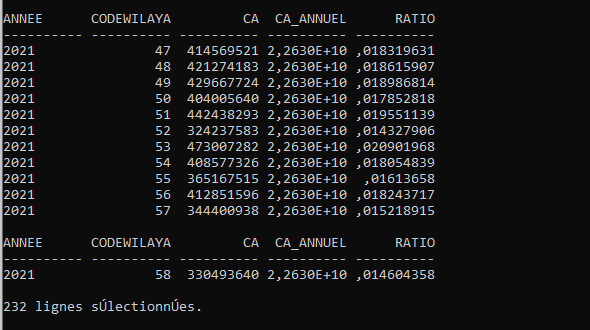 ANNEE CODEWILAYA CA CA_ANNUEL RATIO
---------- ---------- ---------- ---------- ----------
2021 47 414569521 2,2630E+10 ,018319631
2021 48 421274183 2,2630E+10 ,018615907
2021 49 429667724 2,2630E+10 ,018986814
2021 50 404005640 2,2630E+10 ,017852818
2021 51 442438293 2,2630E+10 ,019551139
2021 52 324237583 2,2630E+10 ,014327906
2021 53 473007282 2,2630E+10 ,020901968
2021 54 408577326 2,2630E+10 ,018054839
2021 55 365167515 2,2630E+10 ,01613658
2021 56 412851596 2,2630E+10 ,018243717
2021 57 344400938 2,2630E+10 ,015218915
ANNEE CODEWILAYA CA CA_ANNUEL RATIO
---------- ---------- ---------- ---------- ----------
2021 58 330493640 2,2630E+10 ,014604358
232 lignes sÚlectionnÚes.